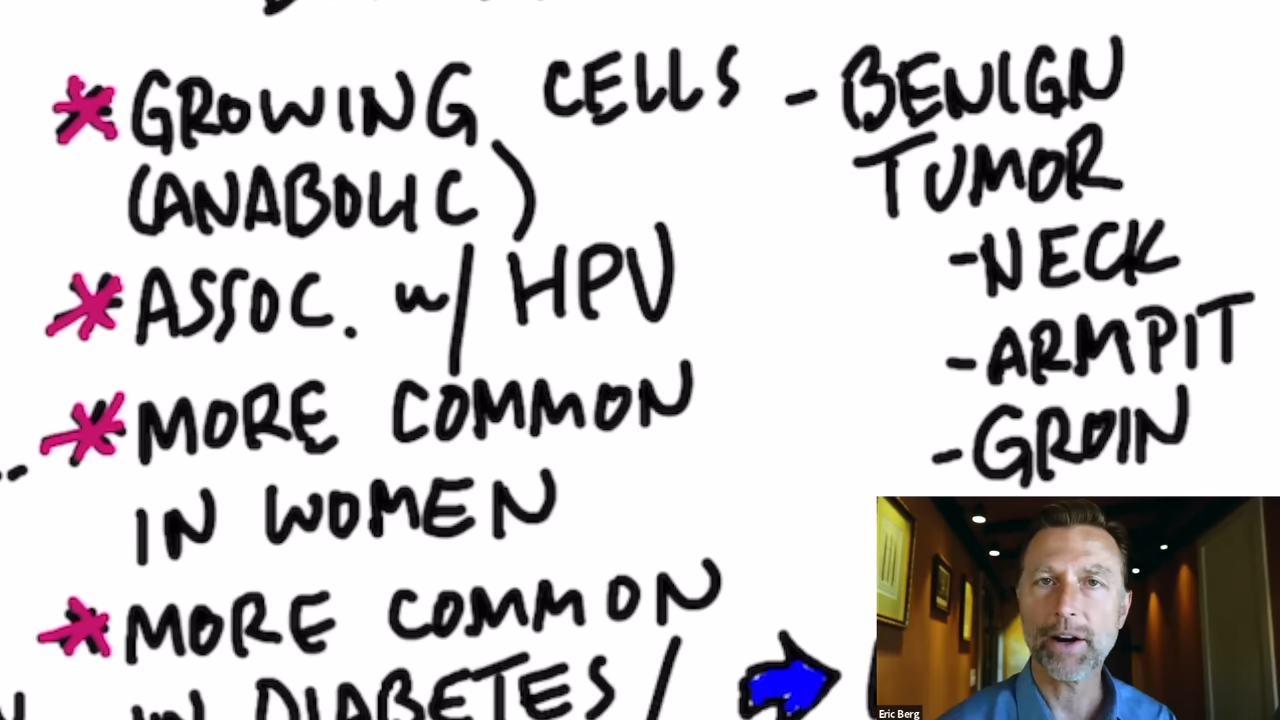 * GROWING CELLS - BENIGN
(ANABOLIC) TUMOR
- NECK
* ASSOC. w/ HPV
- ARMPIT
* MORE COMMON
- GROIN
IN WOMEN
* MORE COMMON
IN DIABETES/
Eric Berg